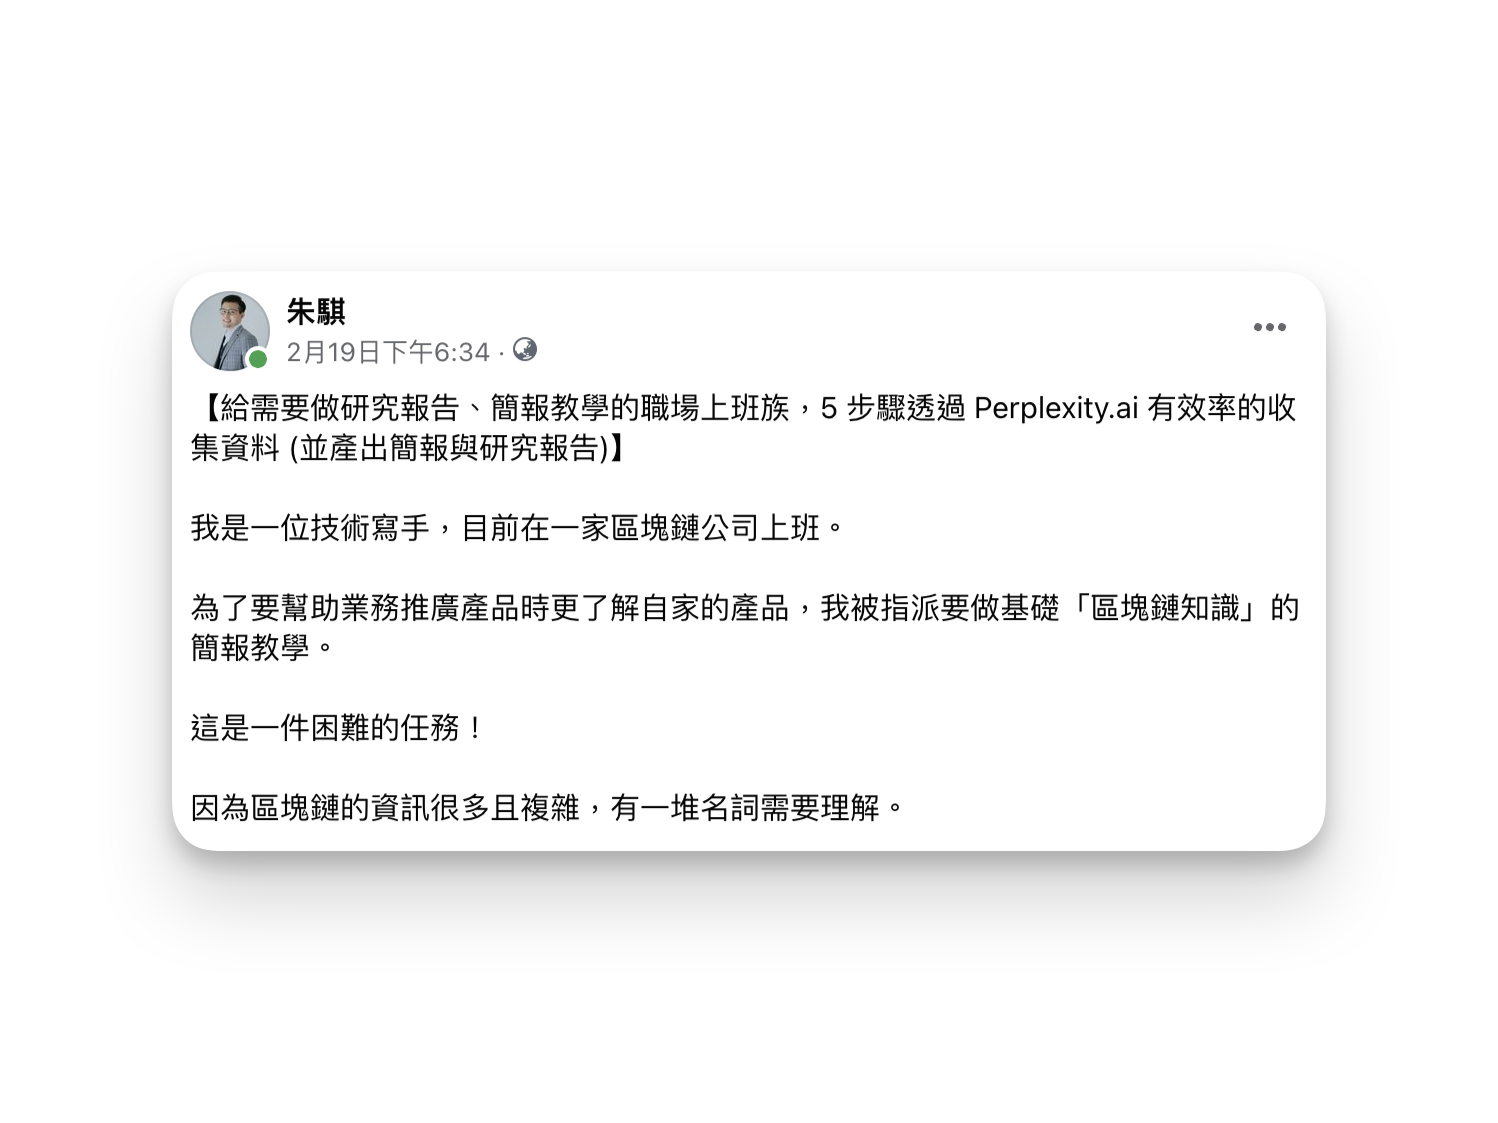 朱騏
2月19日下午6:34 ·
【給需要做研究報告、簡報教學的職場上班族，5 步驟透過 Perplexity.ai 有效率的收
集資料 (並產出簡報與研究報告)】
我是一位技術寫手，目前在一家區塊鏈公司上班。
為了要幫助業務推廣產品時更了解自家的產品，我被指派要做基礎「區塊鏈知識」的
簡報教學。
這是一件困難的任務！
因為區塊鏈的資訊很多且複雜，有一堆名詞需要理解。